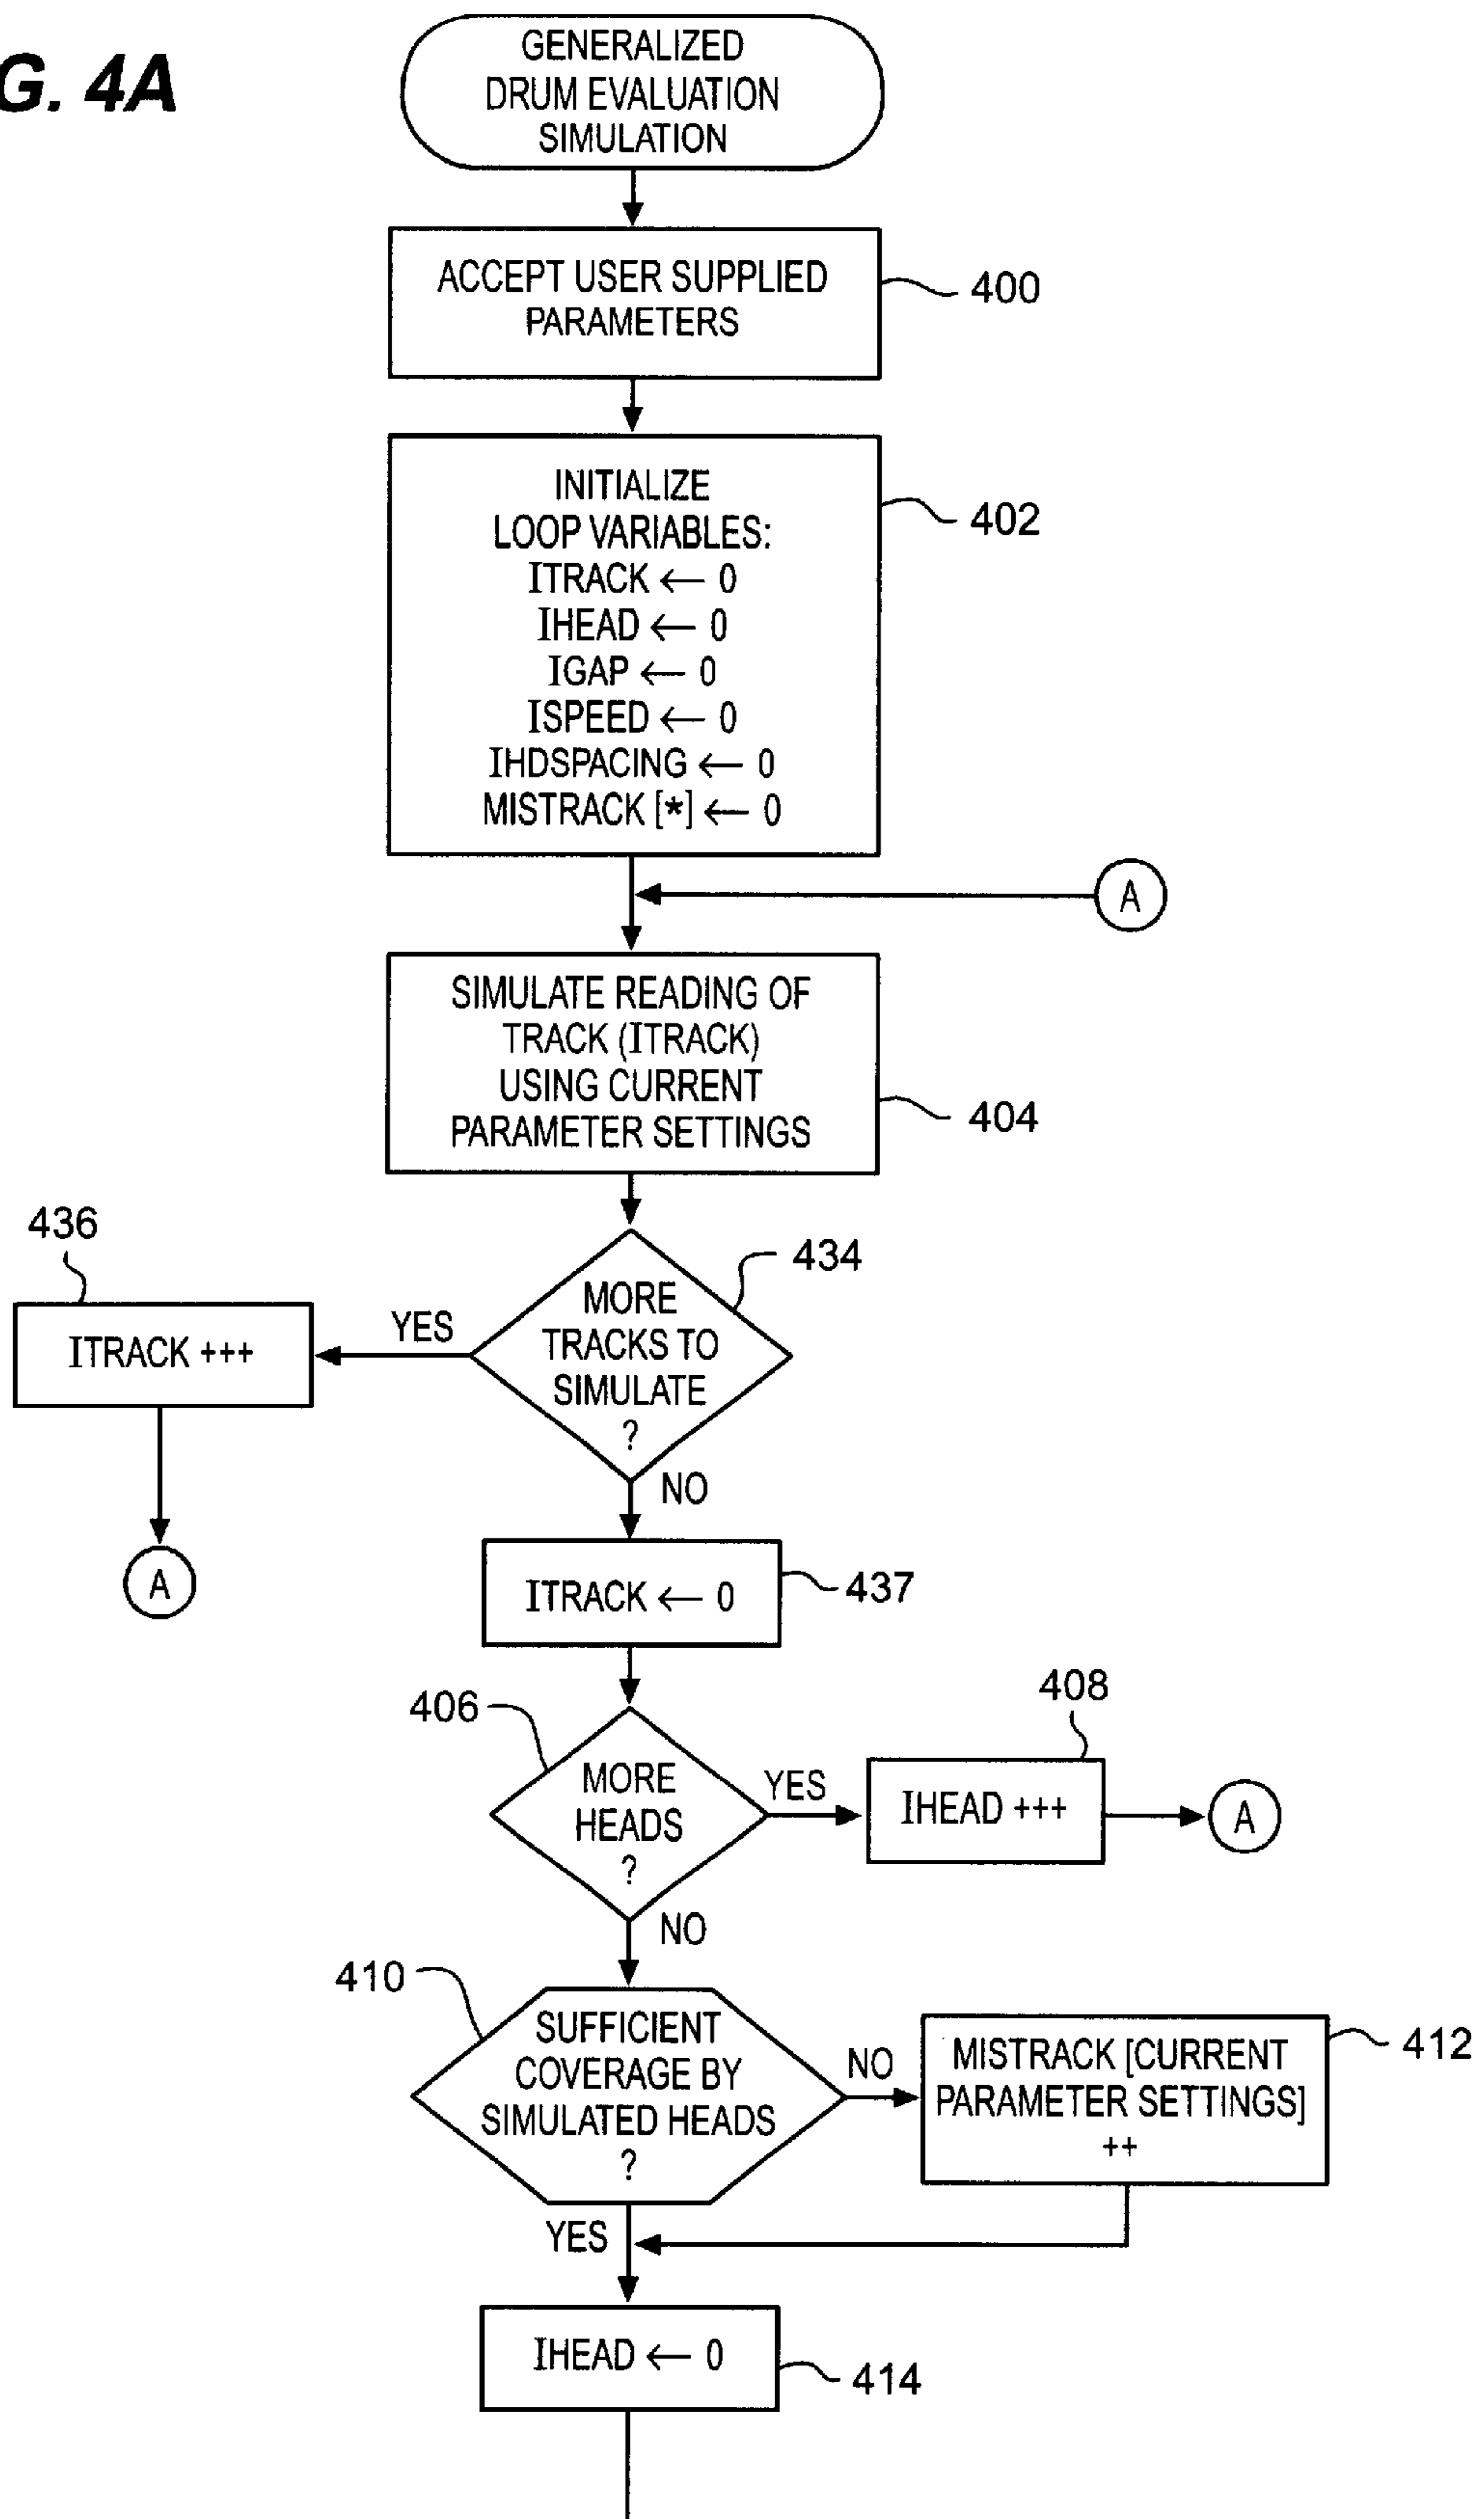 G. 4A
GENERALIZED
DRUM EVALUATION
SIMULATION
ACCEPT USER SUPPLIED
PARAMETERS
400
INITIALIZE
LOOP VARIABLES:
ITRACK ← 0
IHEAD ← 0
IGAP ← 0
ISPEED ← 0
IHDSPACING ← 0
MISTRACK [*] ← 0
402
A
SIMULATE READING OF
TRACK (ITRACK)
USING CURRENT
PARAMETER SETTINGS
404
436
434
MORE
TRACKS TO
SIMULATE
?
YES
ITRACK +++
A
NO
ITRACK ← 0
437
406
408
MORE
HEADS
?
YES
IHEAD +++
A
NO
410
SUFFICIENT
COVERAGE BY
SIMULATED HEADS
?
NO
MISTRACK [CURRENT
PARAMETER SETTINGS]
++
412
YES
IHEAD ← 0
414